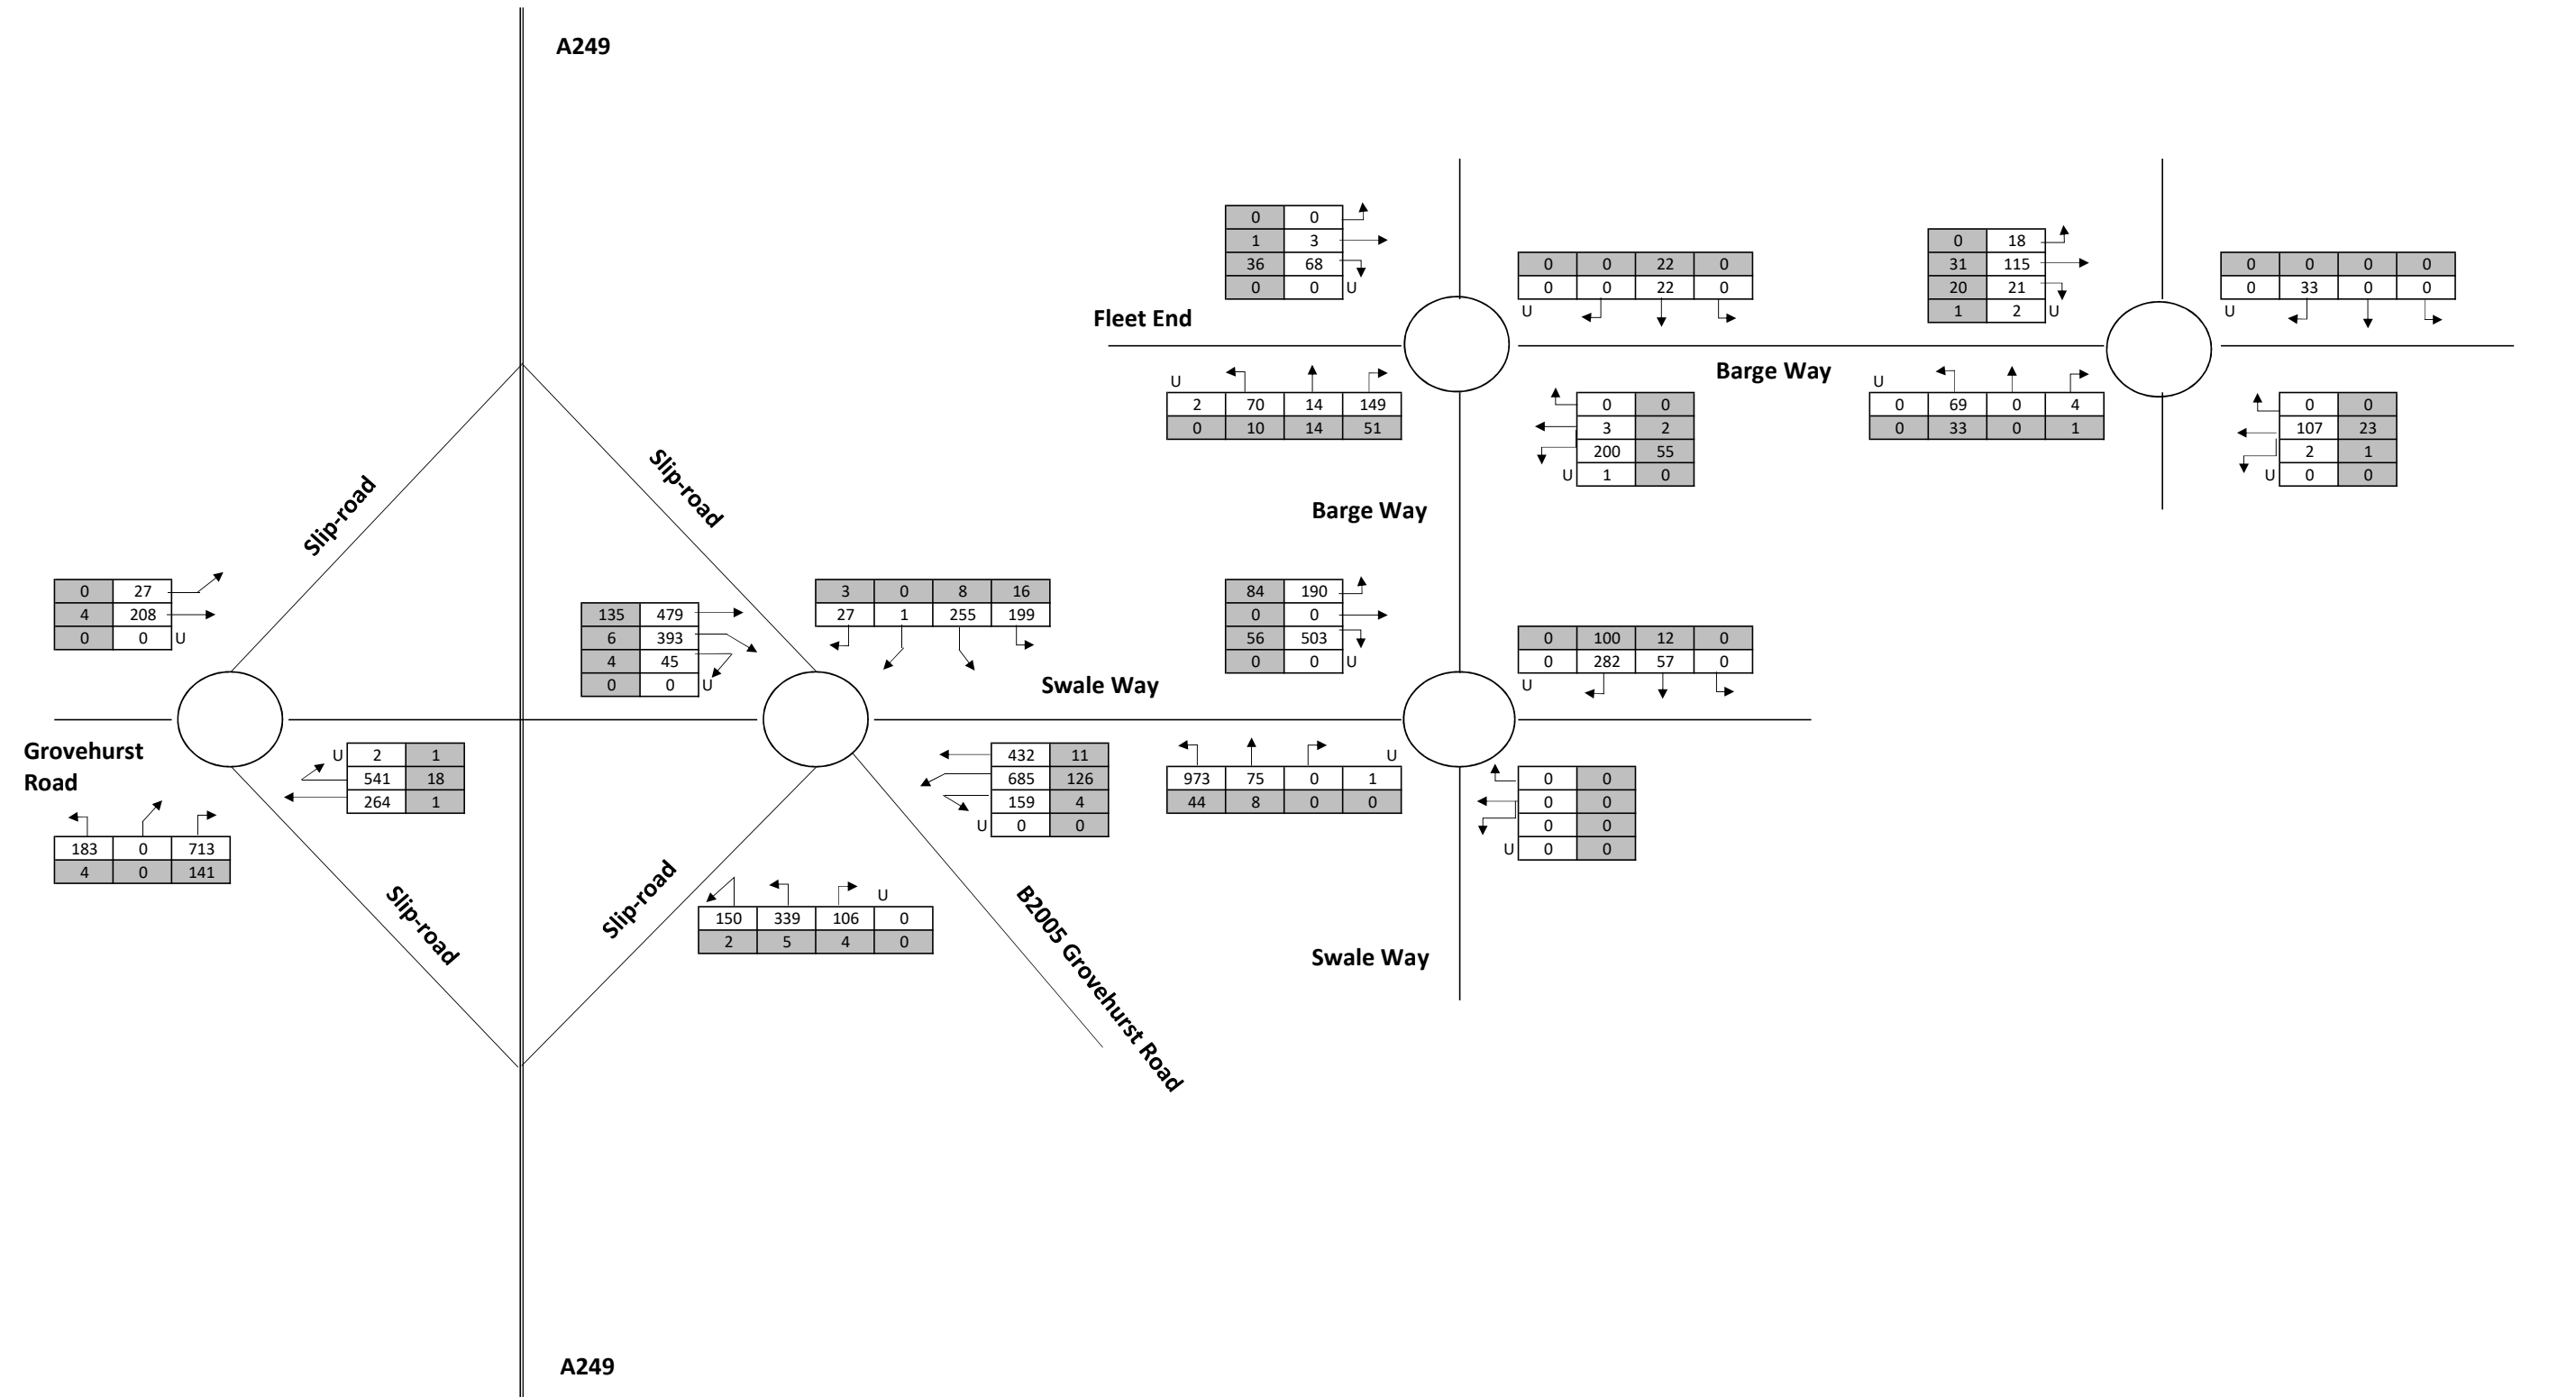 A249
0 0
1 3
36 68
0 0 U
0 0 22 0
0 0 22 0
U
0 18
31 115
20 21
1 2 U
0 0 0 0
0 33 0 0
U
Fleet End
Barge Way
U
2 70 14 149
0 10 14 51
0 0
3 2
200 55
U 1 0
U
0 69 0 4
0 33 0 1
0 0
107 23
2 1
U 0 0
Slip-road
Slip-road
Barge Way
0 27
4 208
0 0 U
135 479
6 393
4 45
0 0 U
3 0 8 16
27 1 255 199
84 190
0 0
56 503
0 0 U
0 100 12 0
0 282 57 0
U
Swale Way
Grovehurst
Road
U 2 1
541 18
264 1
183 0 713
4 0 141
432 11
685 126
159 4
U 0 0
U
973 75 0 1
44 8 0 0
0 0
0 0
0 0
U 0 0
Slip-road
Slip-road
U
150 339 106 0
2 5 4 0
B2005 Grovehurst Road
Swale Way
A249